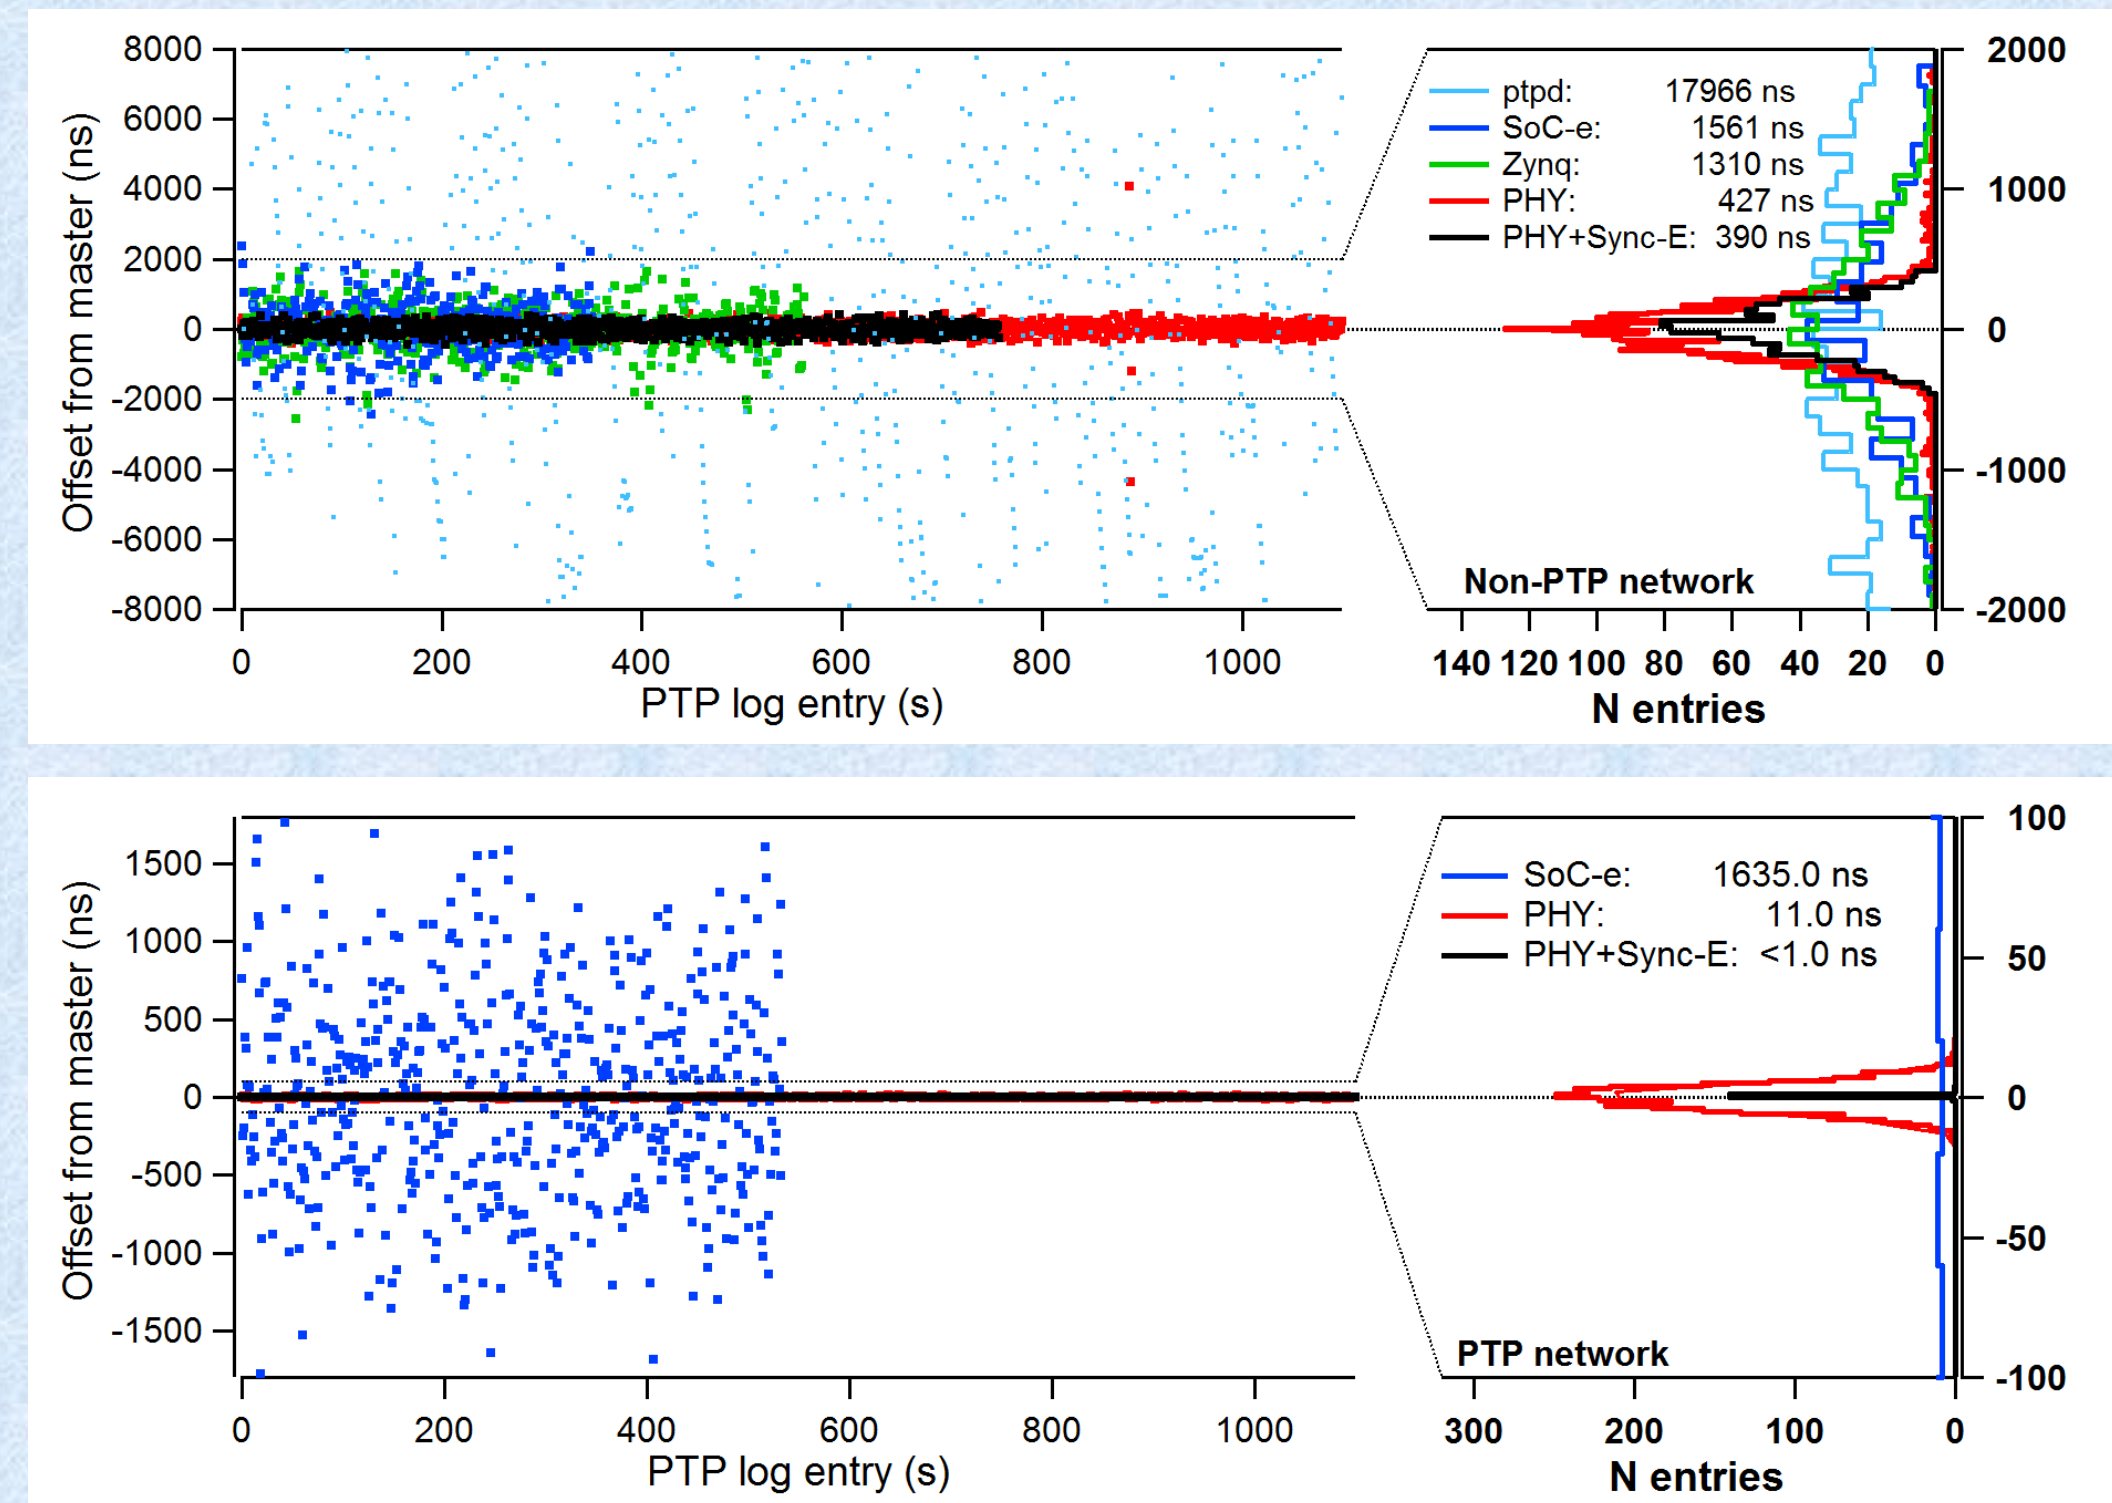 8000
6000
4000
2000
0
-2000
-4000
-6000
-8000
Offset from master (ns)
0 200 400 600 800 1000
PTP log entry (s)
ptpd: 17966 ns
SoC-e: 1561 ns
Zynq: 1310 ns
PHY: 427 ns
PHY+Sync-E: 390 ns
Non-PTP network
2000
1000
0
-1000
-2000
140 120 100 80 60 40 20 0
N entries
1500
1000
500
0
-500
-1000
-1500
Offset from master (ns)
0 200 400 600 800 1000
PTP log entry (s)
SoC-e: 1635.0 ns
PHY: 11.0 ns
PHY+Sync-E: <1.0 ns
PTP network
100
50
0
-50
-100
300 200 100 0
N entries